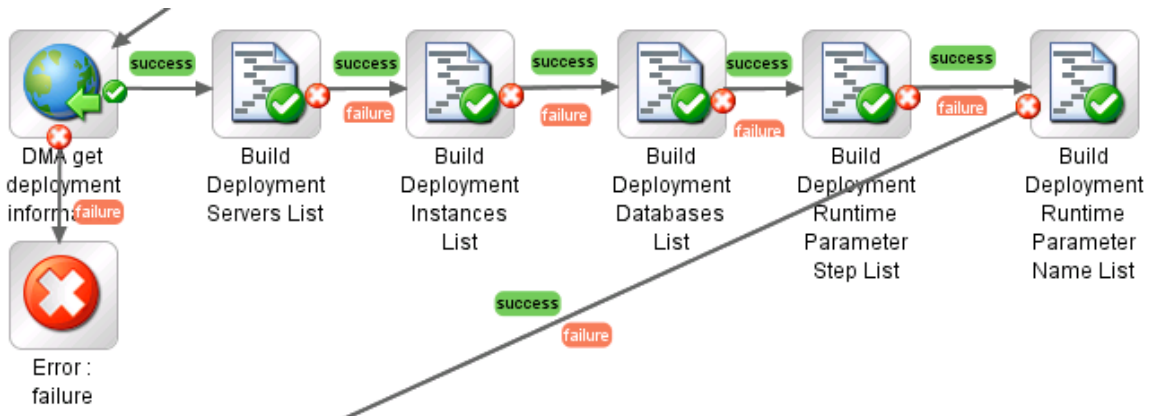 success
success
success
success
success
failure
failure
failure
failure
DMA get
deployment
information
failure
Build
Deployment
Servers List
Build
Deployment
Instances
List
Build
Deployment
Databases
List
Build
Deployment
Runtime
Parameter
Step List
Build
Deployment
Runtime
Parameter
Name List
success
failure
Error :
failure